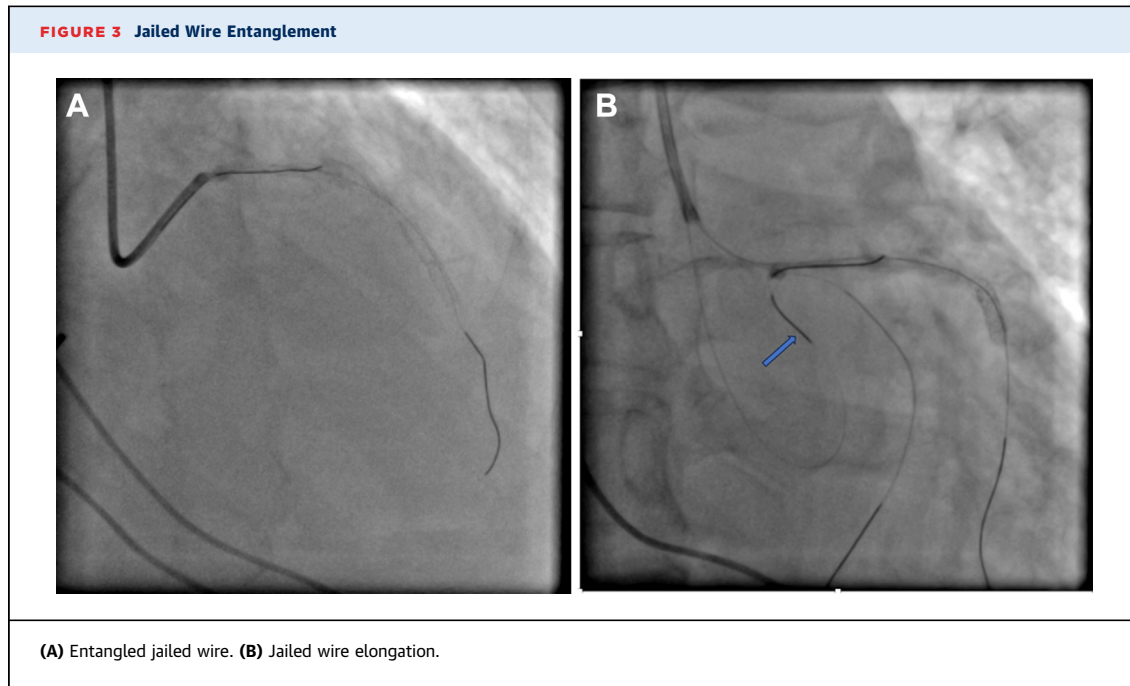 FIGURE 3 Jailed Wire Entanglement
A
B
(A) Entangled jailed wire. (B) Jailed wire elongation.